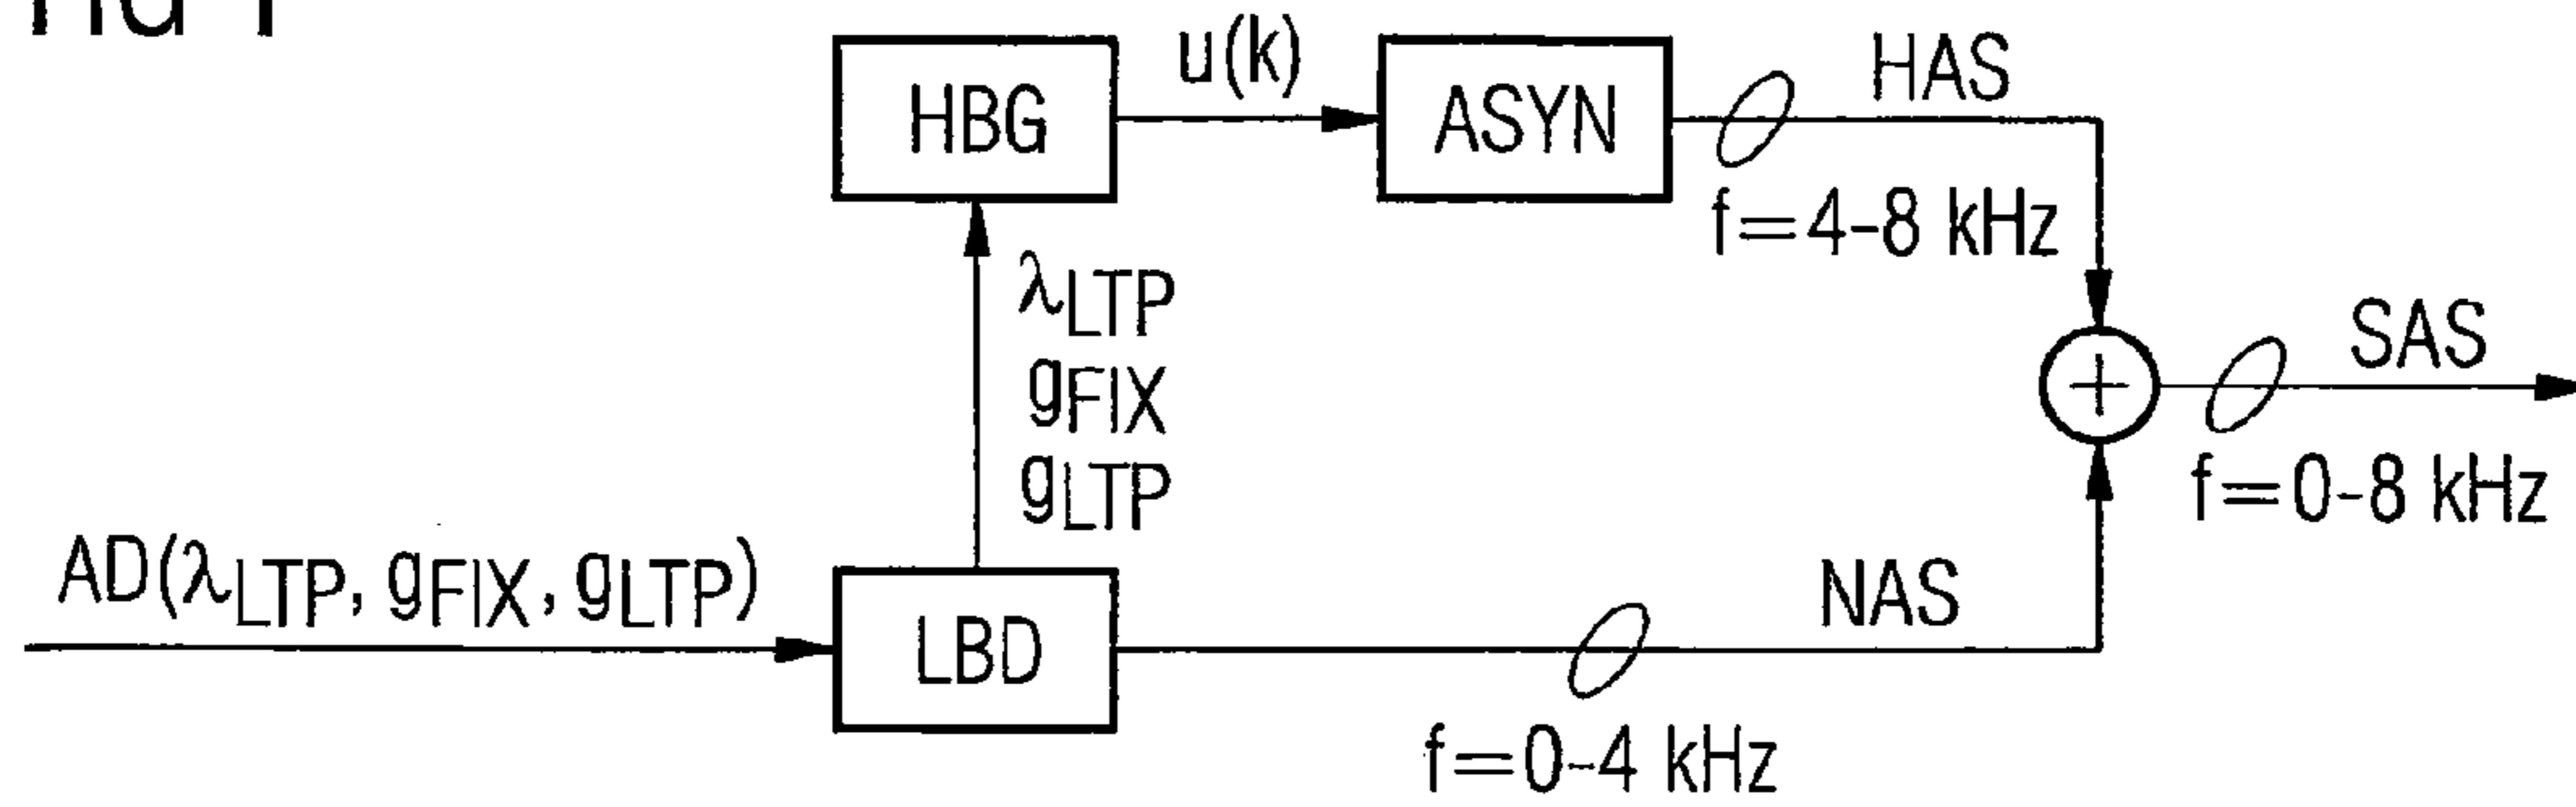 u(k)
HAS
HBG
ASYN
f=4-8 kHz
λLTP
gFIX
gLTP
SAS
+
f=0-8 kHz
AD(λLTP, gFIX, gLTP)
NAS
LBD
f=0-4 kHz